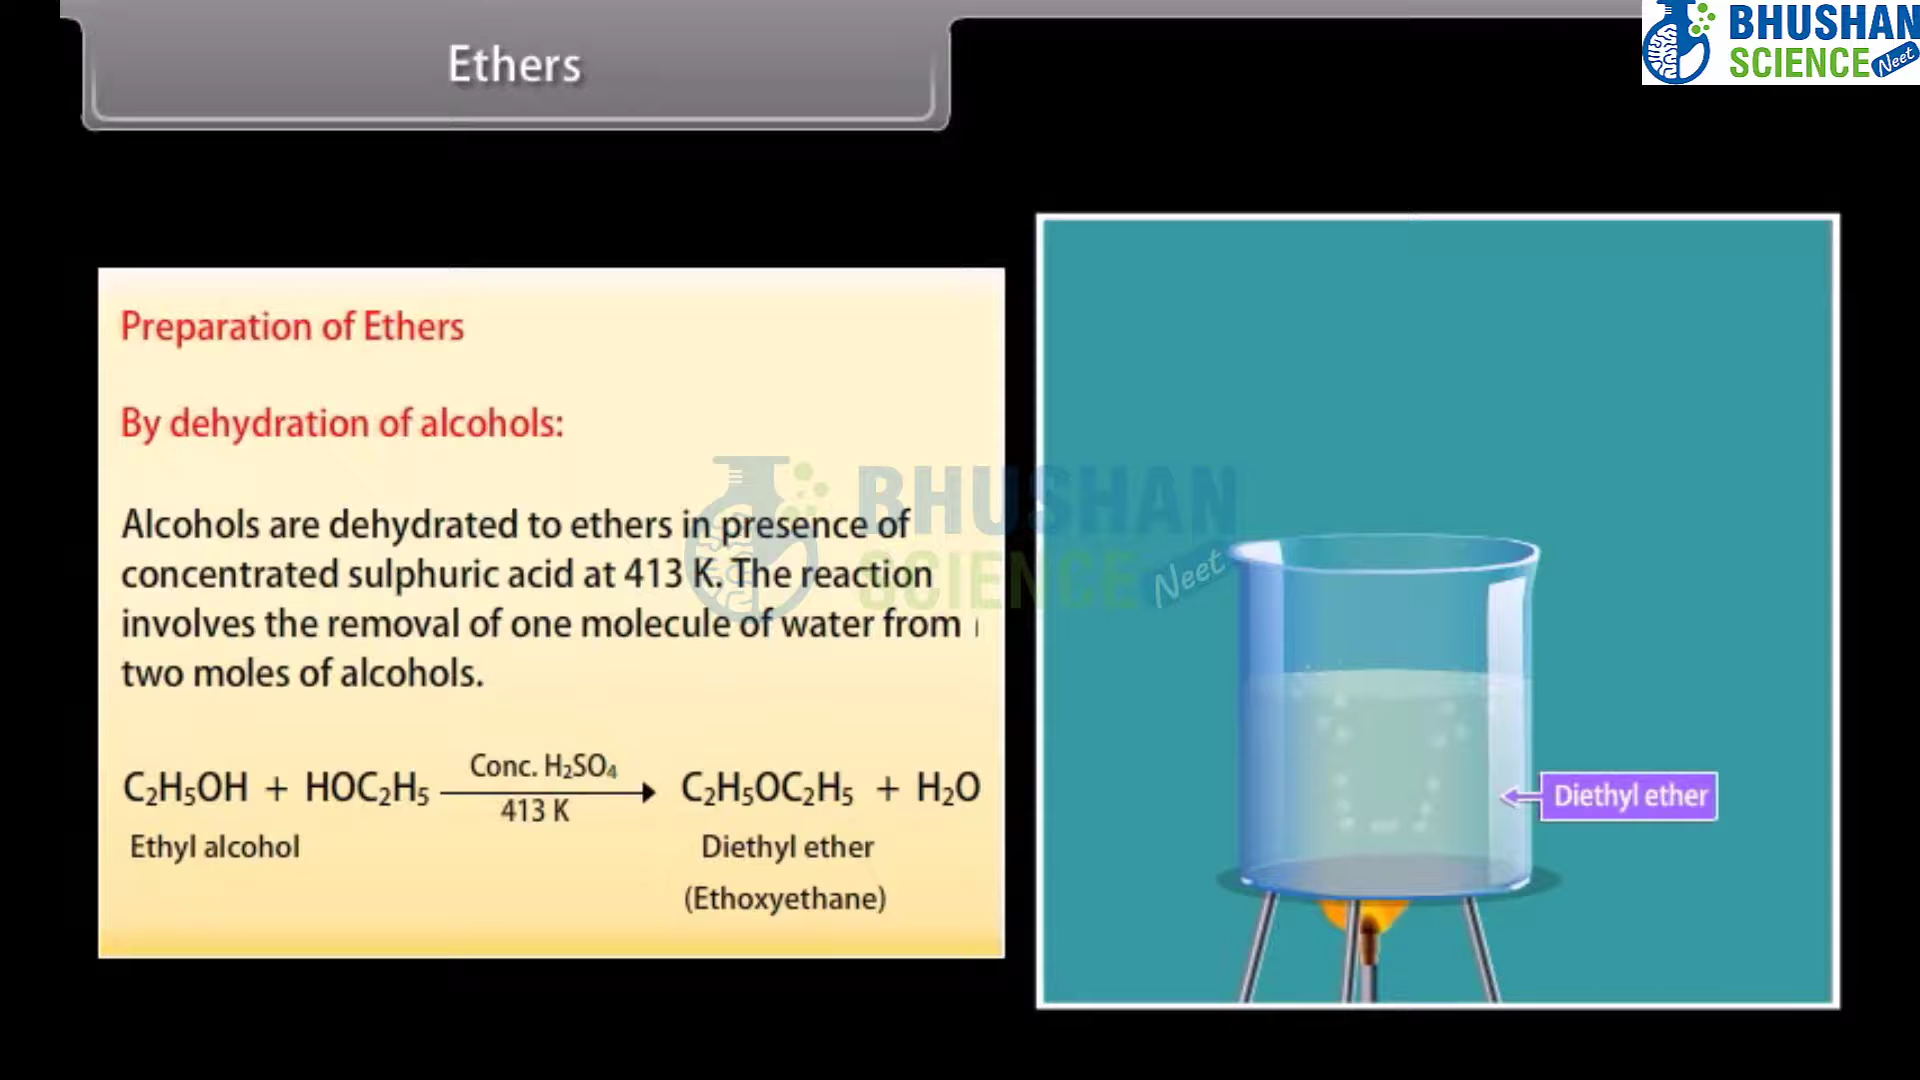 Ethers
BHUSHAN
SCIENCE Neet
Preparation of Ethers
By dehydration of alcohols:
Alcohols are dehydrated to ethers in presence of
concentrated sulphuric acid at 413 K. The reaction
involves the removal of one molecule of water from
two moles of alcohols.
BHUSHAN
SCIENCE Neet
Conc. H₂SO₄
C₂H₅OH + HOC₂H₅ → C₂H₅OC₂H₅ + H₂O
413 K
Ethyl alcohol Diethyl ether
(Ethoxyethane)
Diethyl ether